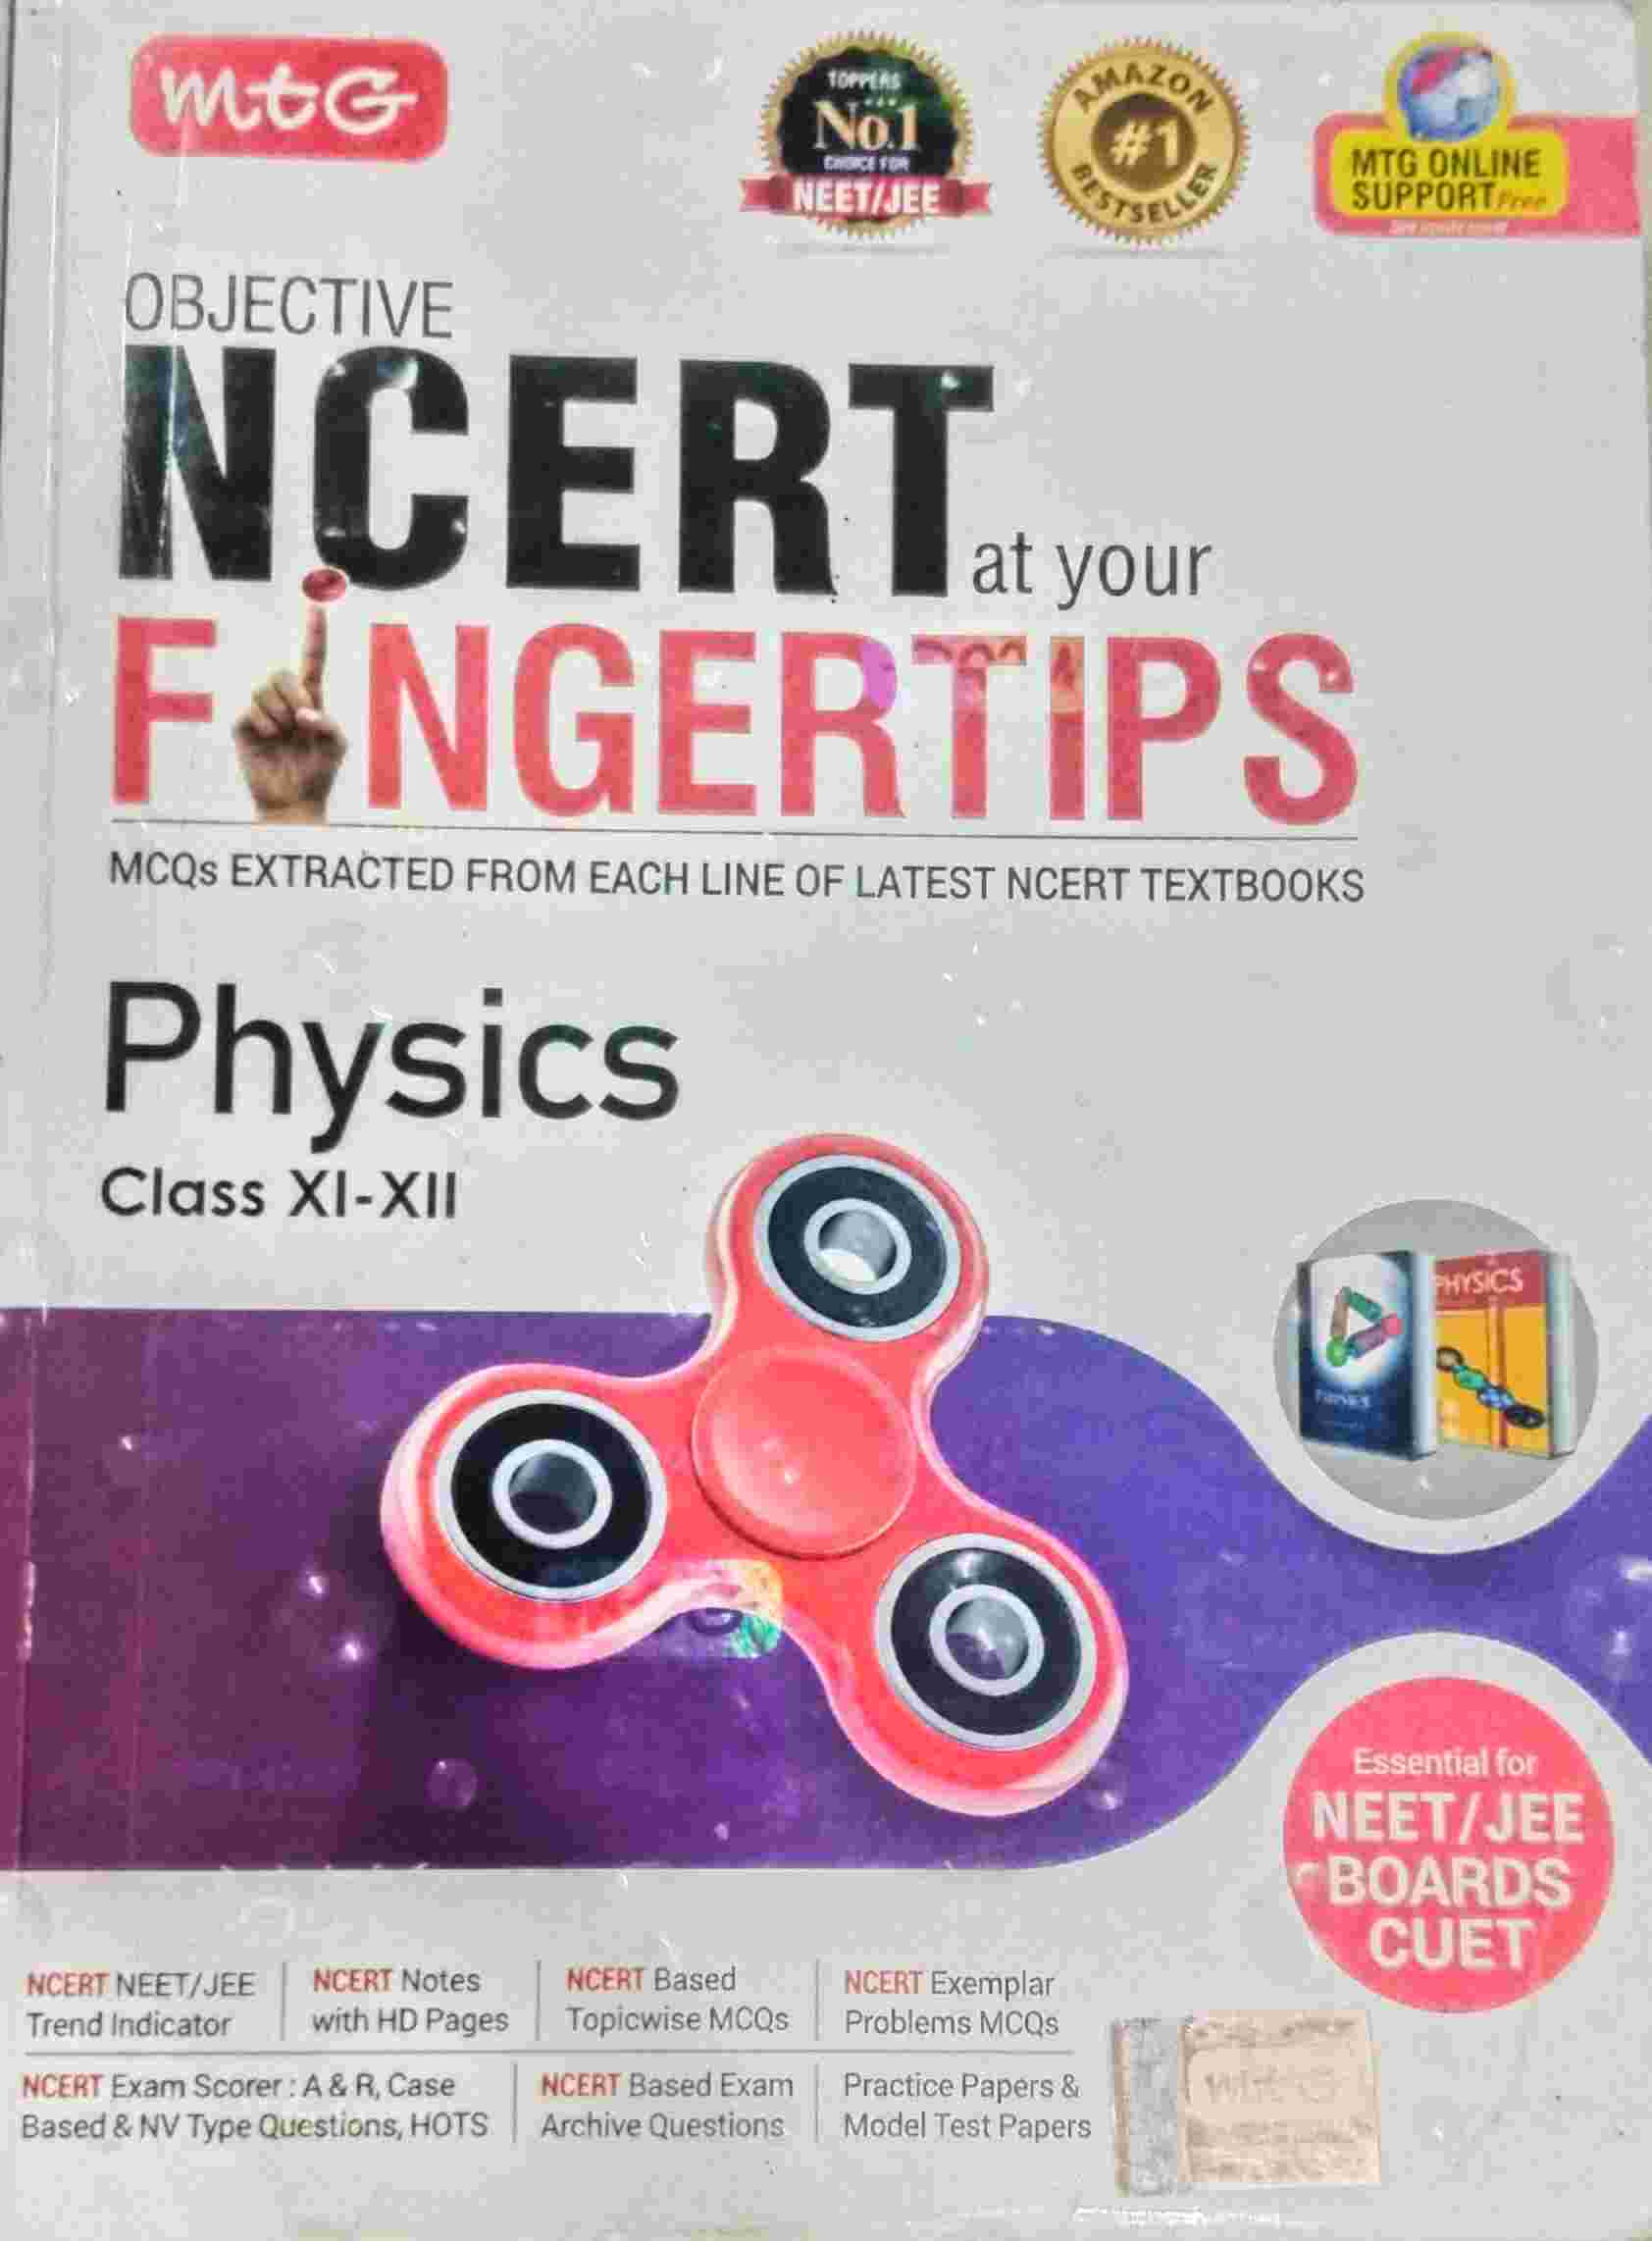 mtG
TOPPERS
No.1
CHOICE FOR
NEET/JEE
AMAZON
#1
BESTSELLER
MTG ONLINE
SUPPORT Free
OBJECTIVE
NCERT at your
FINGERTIPS
MCQs EXTRACTED FROM EACH LINE OF LATEST NCERT TEXTBOOKS
Physics
Class XI-XII
PHYSICS
Essential for
NEET/JEE
BOARDS
CUET
NCERT NEET/JEE
Trend Indicator
NCERT Notes
with HD Pages
NCERT Based
Topicwise MCQs
NCERT Exemplar
Problems MCQs
NCERT Exam Scorer : A & R, Case
Based & NV Type Questions, HOTS
NCERT Based Exam
Archive Questions
Practice Papers &
Model Test Papers